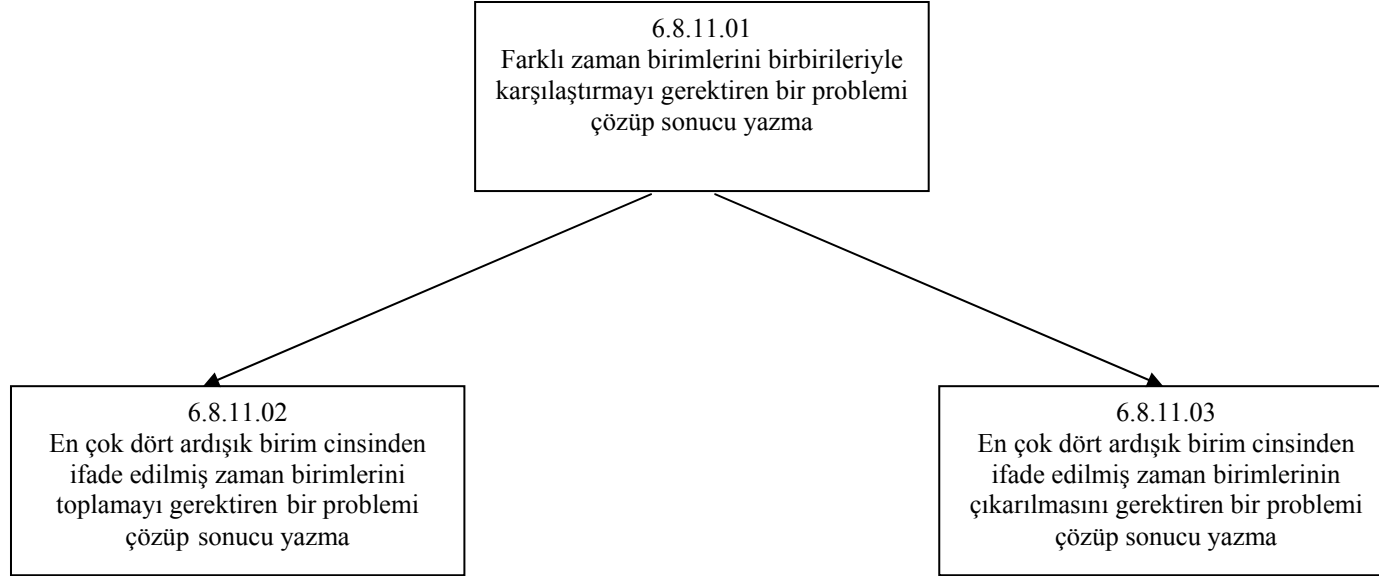 6.8.11.01
Farklı zaman birimlerini birbirileriyle
karşılaştırmayı gerektiren bir problemi
çözüp sonucu yazma
6.8.11.02
En çok dört ardışık birim cinsinden
ifade edilmiş zaman birimlerini
toplamayı gerektiren bir problemi
çözüp sonucu yazma
6.8.11.03
En çok dört ardışık birim cinsinden
ifade edilmiş zaman birimlerinin
çıkarılmasını gerektiren bir problemi
çözüp sonucu yazma